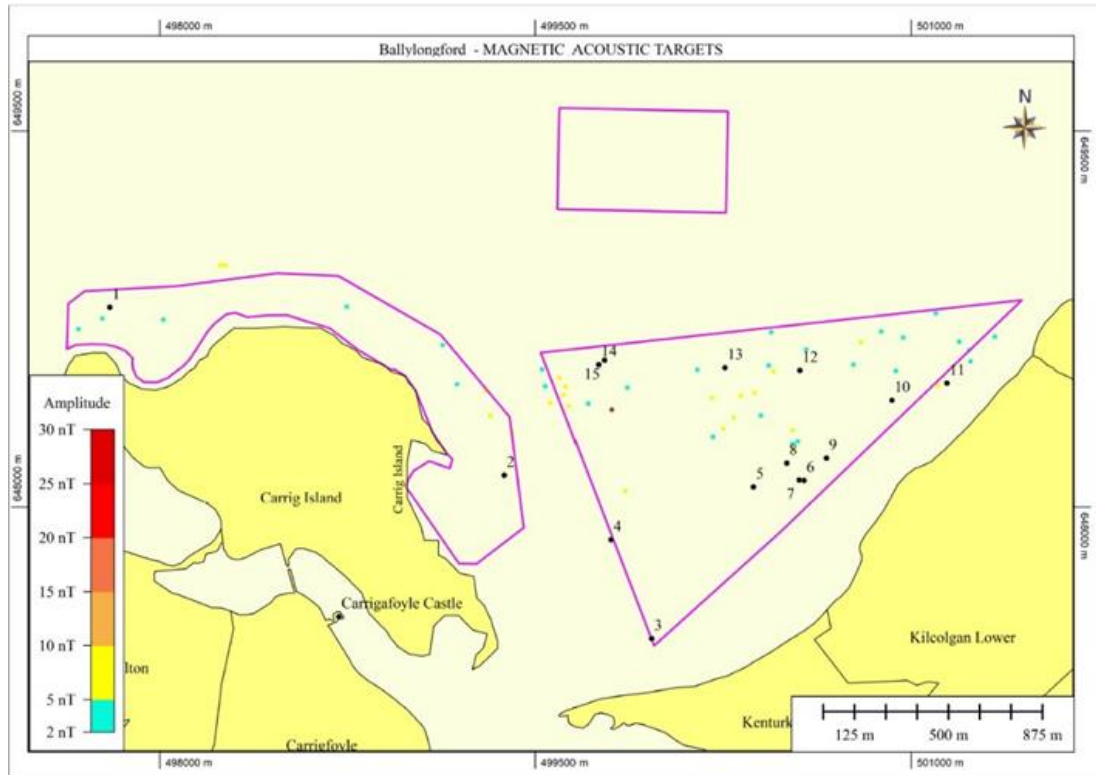 498000 m
499500 m
501000 m
Ballylongford - MAGNETIC ACOUSTIC TARGETS
649500 m
649500 m
N
1
14
15
13
12
11
10
2
9
8
6
5
7
4
3
Carrig Island
Carrig Island
648000 m
648000 m
Carrigafoyle Castle
Kilcolgan Lower
Amplitude
30 nT
25 nT
20 nT
15 nT
10 nT
5 nT
2 nT
lton
Carrigfoyle
Kenturk
125 m
500 m
875 m
498000 m
499500 m
501000 m